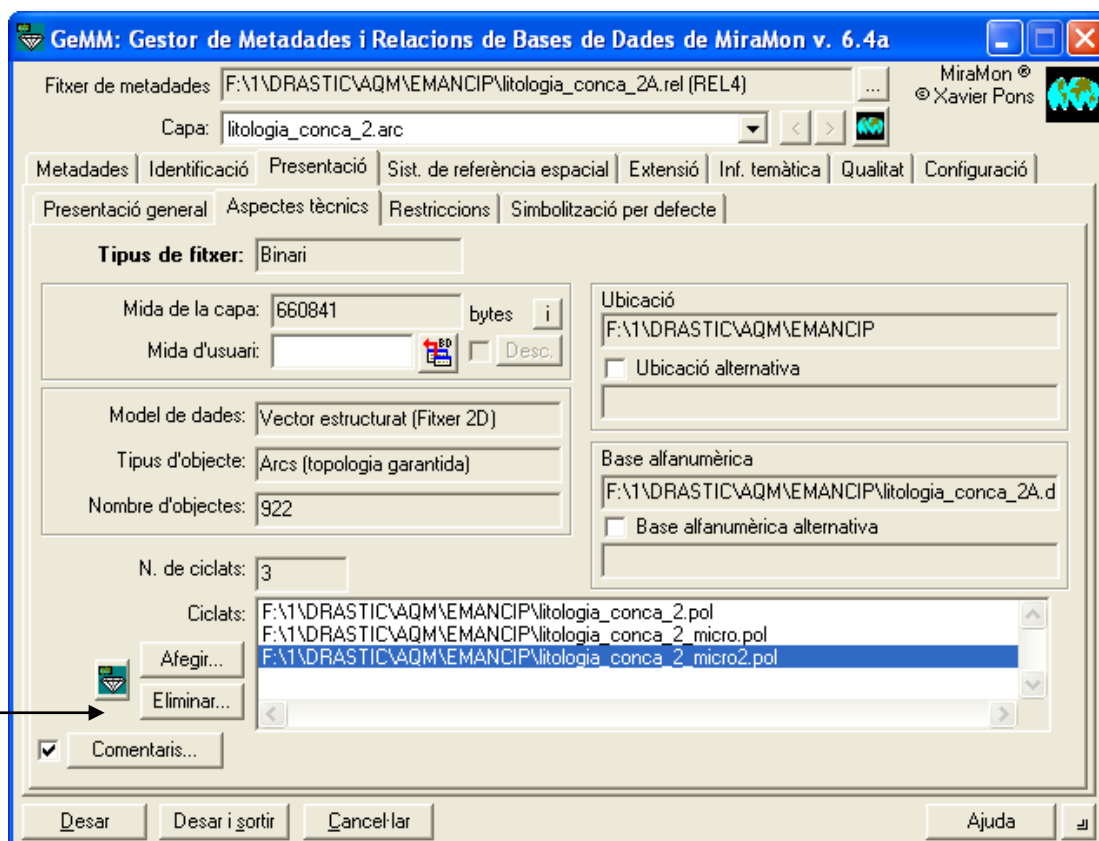 GeMM: Gestor de Metadades i Relacions de Bases de Dades de MiraMon v. 6.4a
Fitxer de metadades F:\1\DRASTIC\AQM\EMANCIP\litologia_conca_2A.rel (REL4) ...
MiraMon ®
© Xavier Pons
Capa: litologia_conca_2.arc < >
Metadades Identificació Presentació Sist. de referència espacial Extensió Inf. temàtica Qualitat Configuració
Presentació general Aspectes tècnics Restriccions Simbolització per defecte
Tipus de fitxer: Binari
Mida de la capa: 660841 bytes i
Mida d'usuari: BD Desc.
Ubicació
F:\1\DRASTIC\AQM\EMANCIP
Ubicació alternativa
Model de dades: Vector estructurat (Fitxer 2D)
Tipus d'objecte: Arcs (topologia garantida)
Nombre d'objectes: 922
Base alfanumèrica
F:\1\DRASTIC\AQM\EMANCIP\litologia_conca_2A.d
Base alfanumèrica alternativa
N. de ciclats: 3
Ciclats: F:\1\DRASTIC\AQM\EMANCIP\litologia_conca_2.pol
F:\1\DRASTIC\AQM\EMANCIP\litologia_conca_2_micro.pol
F:\1\DRASTIC\AQM\EMANCIP\litologia_conca_2_micro2.pol
Afegir...
Eliminar...
Comentaris...
Desar Desar i sortir Cancel·lar Ajuda